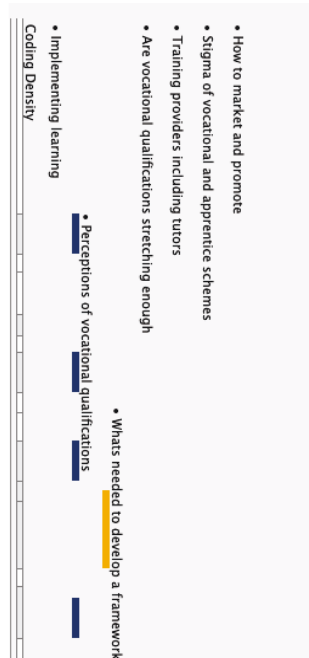 • How to market and promote
• Stigma of vocational and apprentice schemes
• Training providers including tutors
• Are vocational qualifications stretching enough
• Whats needed to develop a framework
• Perceptions of vocational qualifications
• Implementing learning
Coding Density